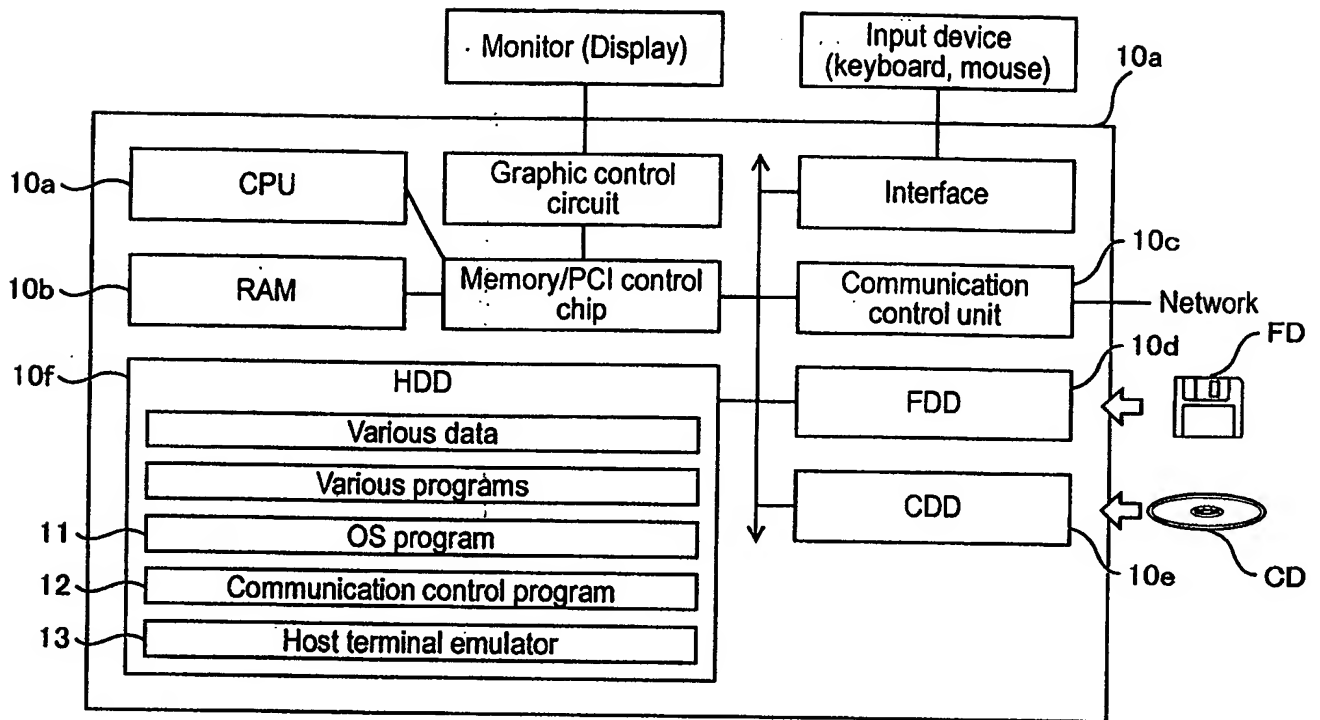 Monitor (Display)
Input device
(keyboard, mouse)
10a
10a
CPU
Graphic control
circuit
Interface
10b
RAM
Memory/PCI control
chip
Communication
control unit
10c
Network
10f
HDD
Various data
Various programs
11
OS program
12
Communication control program
13
Host terminal emulator
FDD
10d
FD
CDD
10e
CD